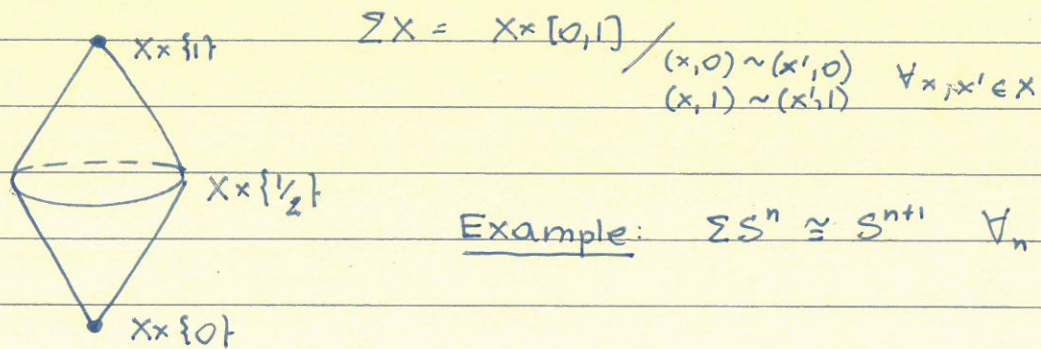 X×{1}
ΣX = X×[0,1] / (x,0) ~ (x',0) ∀x,x' ∈ X
(x,1) ~ (x',1)
X×{1/2}
Example: ΣSⁿ ≅ Sⁿ⁺¹ ∀n
X×{0}